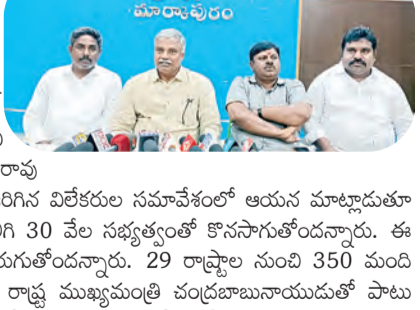 మార్కాపురం
రావు
రిగిన విలేకరుల సమావేశంలో ఆయన మాట్లాడుతూ
గి 30 వేల సభ్యత్వంతో కొనసాగుతోందన్నారు. ఈ
రుగుతోందన్నారు. 29 రాష్ట్రాల నుంచి 350 మంది
రాష్ట్ర ముఖ్యమంత్రి చంద్రబాబునాయుడుతో పాటు